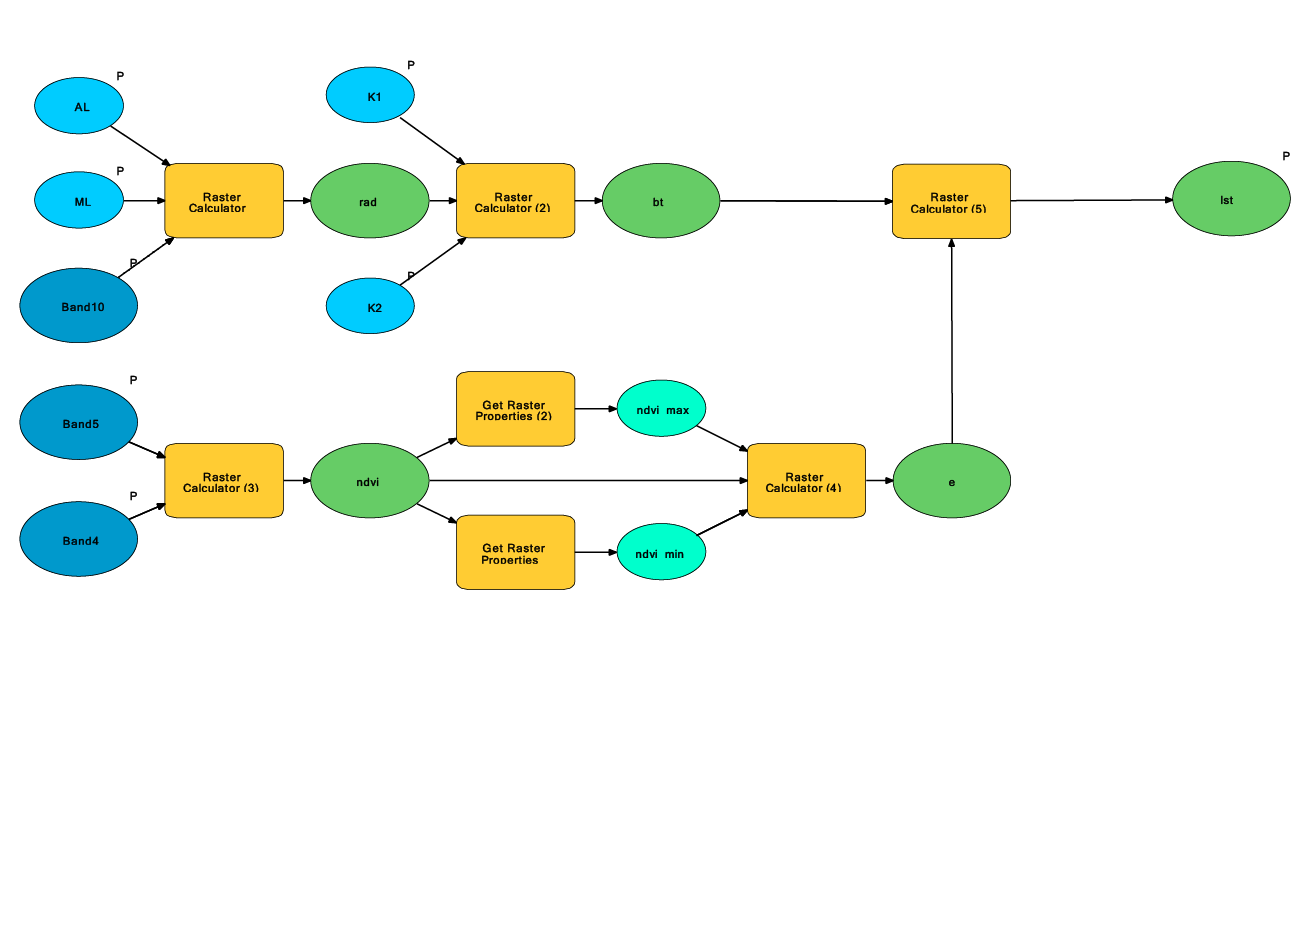 P
AL
P
ML
P
Band10
Raster
Calculator
rad
P
K1
P
K2
Raster
Calculator (2)
bt
Raster
Calculator (5)
P
lst
P
Band5
P
Band4
Raster
Calculator (3)
ndvi
Get Raster
Properties (2)
Get Raster
Properties
ndvi_max
ndvi_min
Raster
Calculator (4)
e